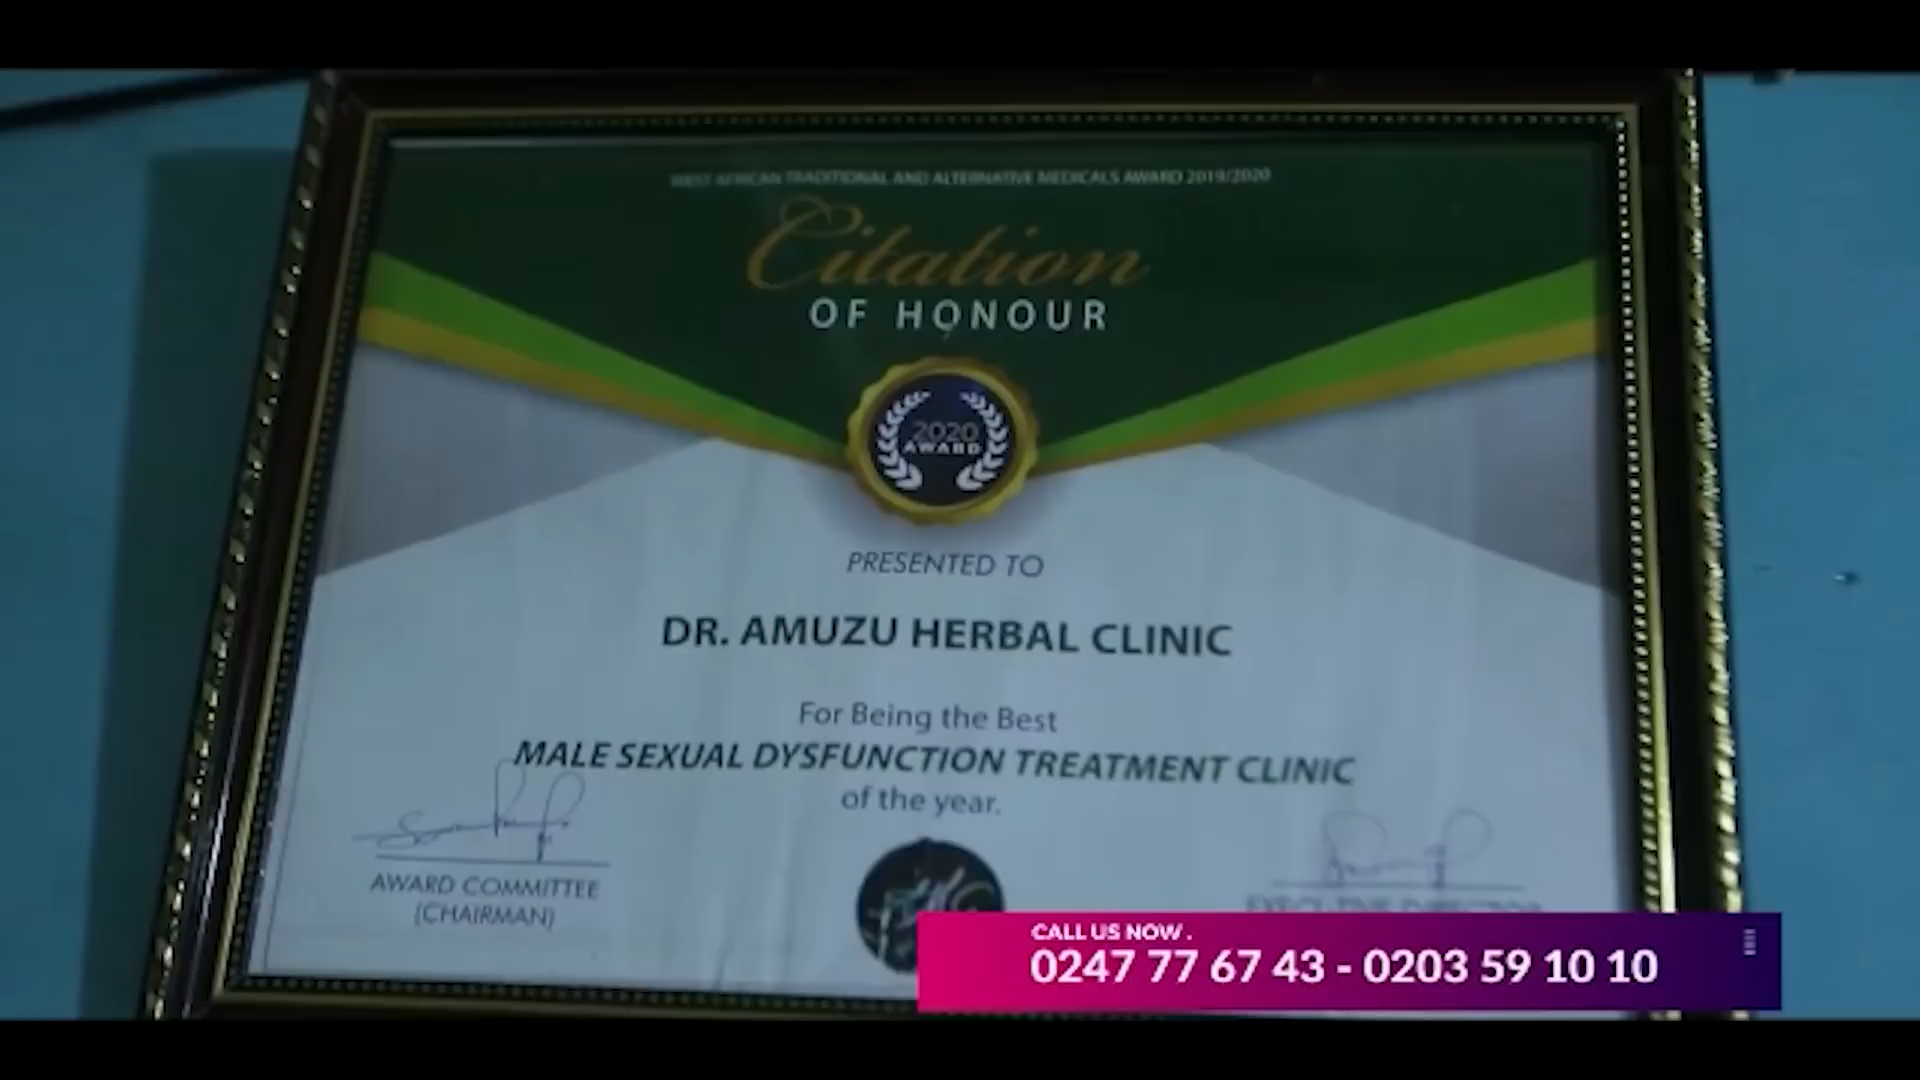 WEST AFRICAN TRADITIONAL AND ALTERNATIVE MEDICALS AWARD 2019/2020
Citation
OF HONOUR
2020
AWARD
PRESENTED TO
DR. AMUZU HERBAL CLINIC
For Being the Best
MALE SEXUAL DYSFUNCTION TREATMENT CLINIC
of the year.
AWARD COMMITTEE
(CHAIRMAN)
EXECUTIVE DIRECTOR
CALL US NOW .
0247 77 67 43 - 0203 59 10 10